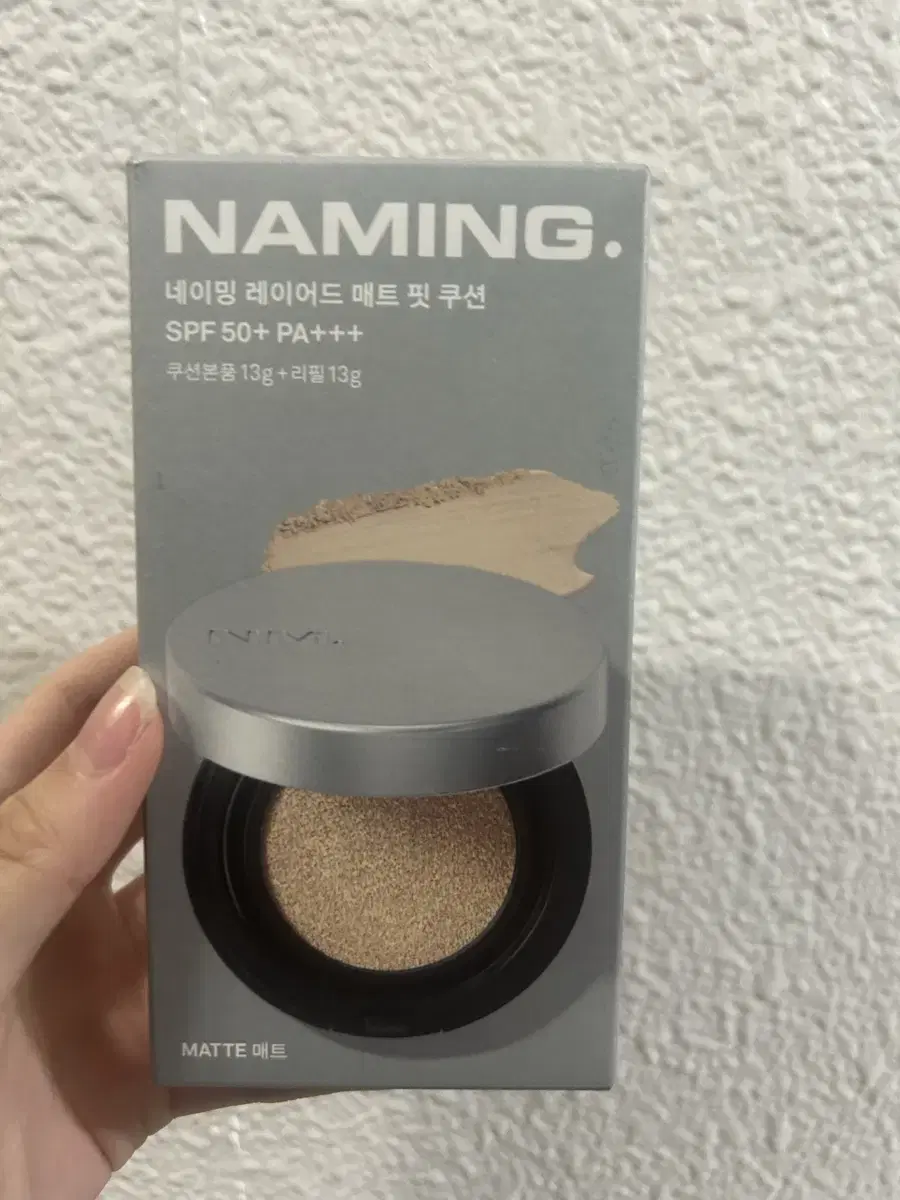 NAMING.
네이밍 레이어드 매트 핏 쿠션
SPF 50+ PA+++
쿠션본품 13g + 리필 13g
MATTE 매트